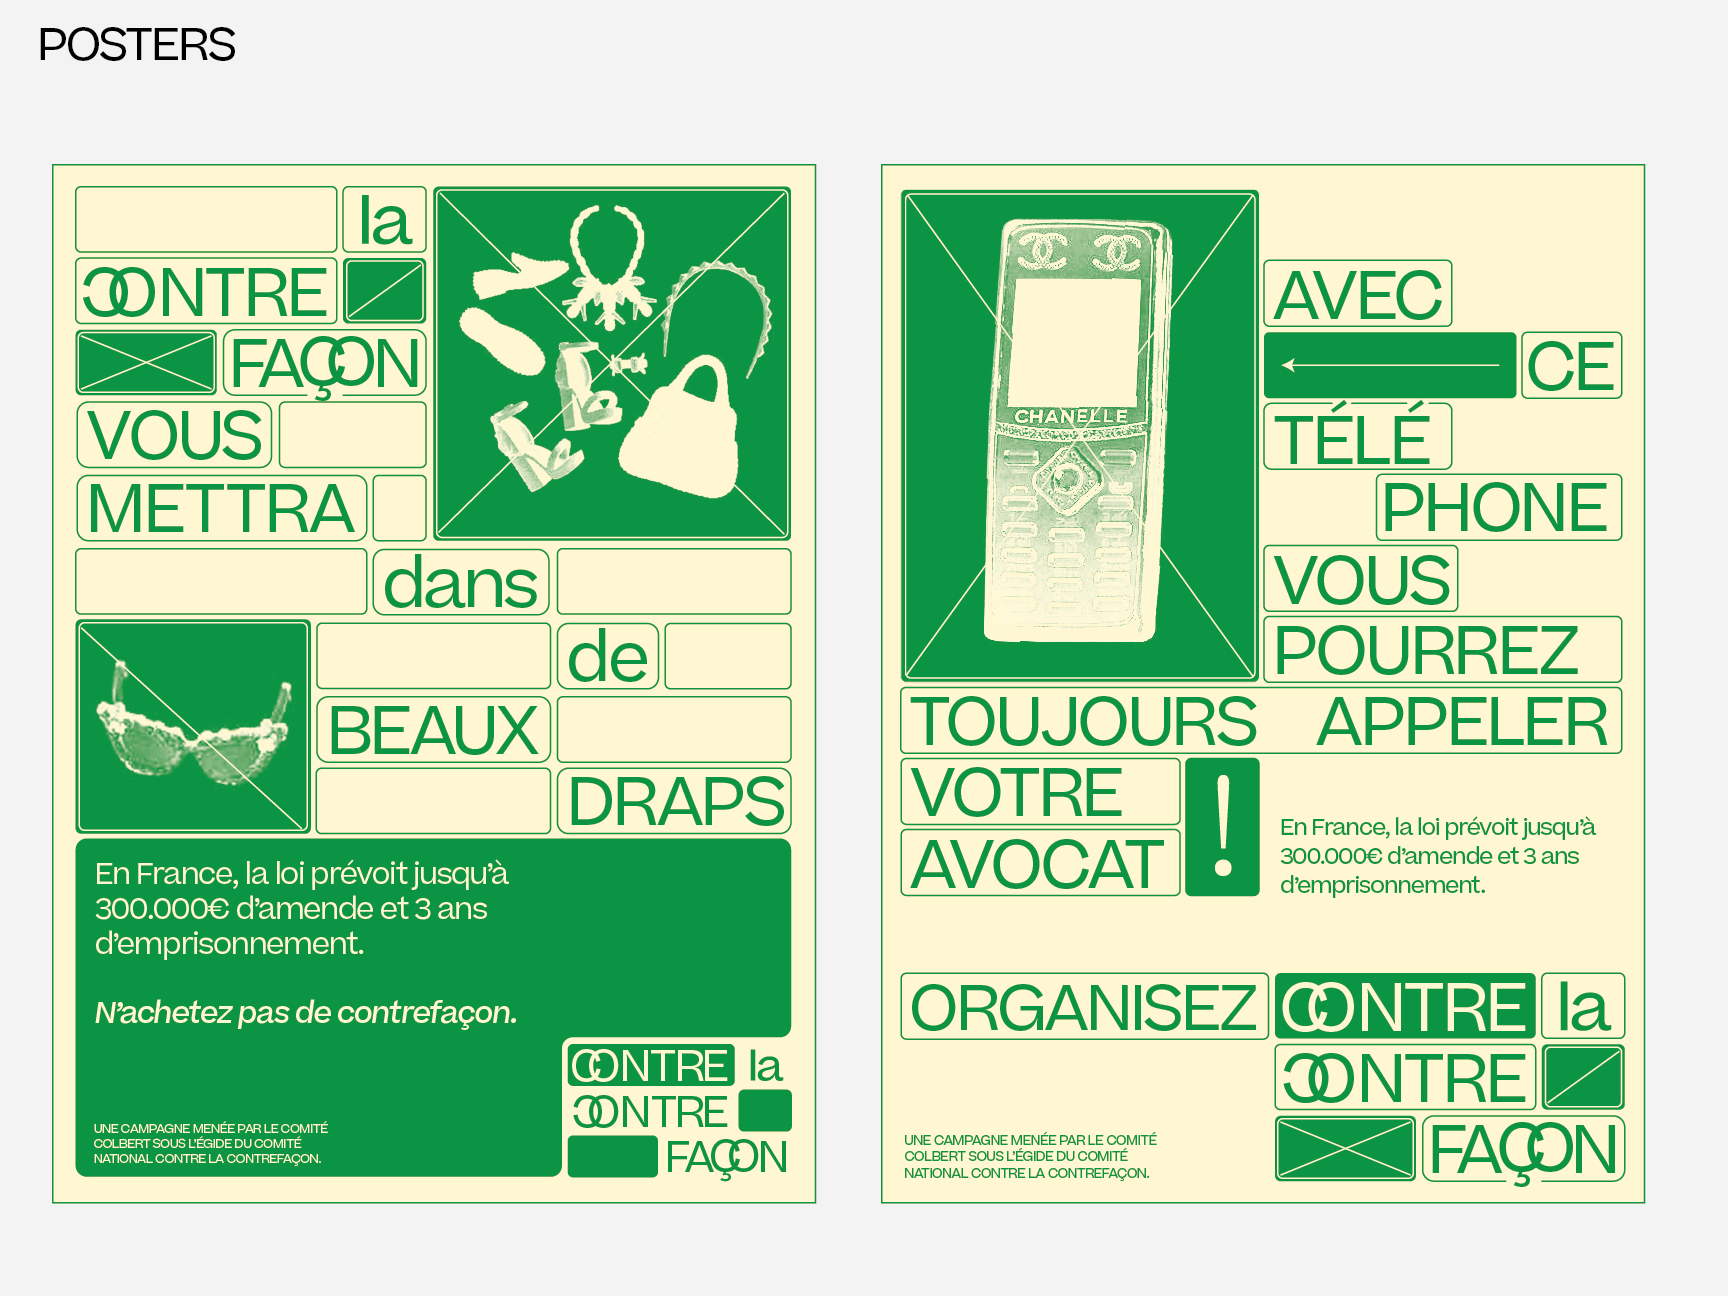 POSTERS
la
CONTRE
FAÇON
VOUS
METTRA
dans
de
BEAUX
DRAPS
En France, la loi prévoit jusqu’à
300.000€ d’amende et 3 ans
d’emprisonnement.
N’achetez pas de contrefaçon.
UNE CAMPAGNE MENÉE PAR LE COMITÉ
COLBERT SOUS L’ÉGIDE DU COMITÉ
NATIONAL CONTRE LA CONTREFAÇON.
CONTRE la
CONTRE
FAÇON
CHANELLE
AVEC
CE
TÉLÉ
PHONE
VOUS
POURREZ
TOUJOURS APPELER
VOTRE
AVOCAT !
En France, la loi prévoit jusqu’à
300.000€ d’amende et 3 ans
d’emprisonnement.
ORGANISEZ CONTRE la
CONTRE
FAÇON
UNE CAMPAGNE MENÉE PAR LE COMITÉ
COLBERT SOUS L’ÉGIDE DU COMITÉ
NATIONAL CONTRE LA CONTREFAÇON.